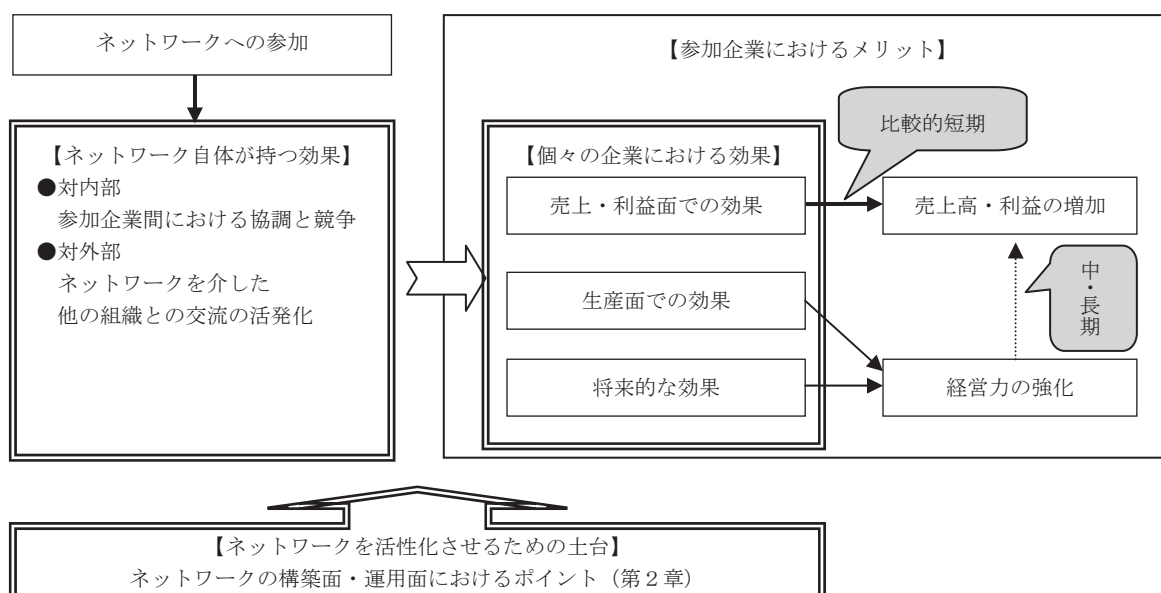 ネットワークへの参加
【ネットワーク自体が持つ効果】
●対内部
参加企業間における協調と競争
●対外部
ネットワークを介した
他の組織との交流の活発化
【参加企業におけるメリット】
【個々の企業における効果】
売上・利益面での効果
生産面での効果
将来的な効果
比較的短期
売上高・利益の増加
中・長期
経営力の強化
【ネットワークを活性化させるための土台】
ネットワークの構築面・運用面におけるポイント（第２章）